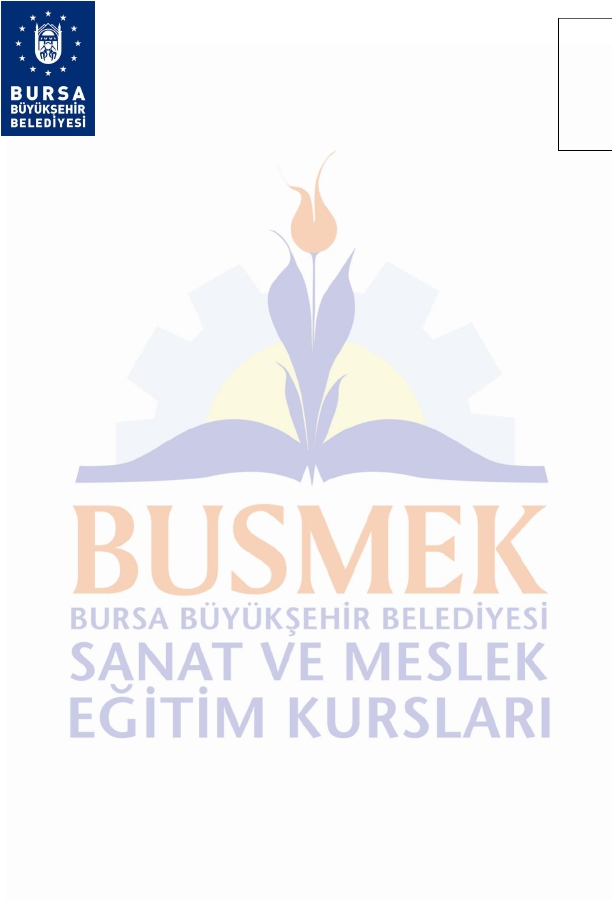 BURSA
BÜYÜKŞEHİR
BELEDİYESİ
BUSMEK
BURSA BÜYÜKŞEHİR BELEDİYESİ
SANAT VE MESLEK
EĞİTİM KURSLARI